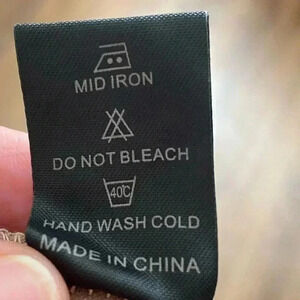 MID IRON
DO NOT BLEACH
40℃
HAND WASH COLD
MADE IN CHINA